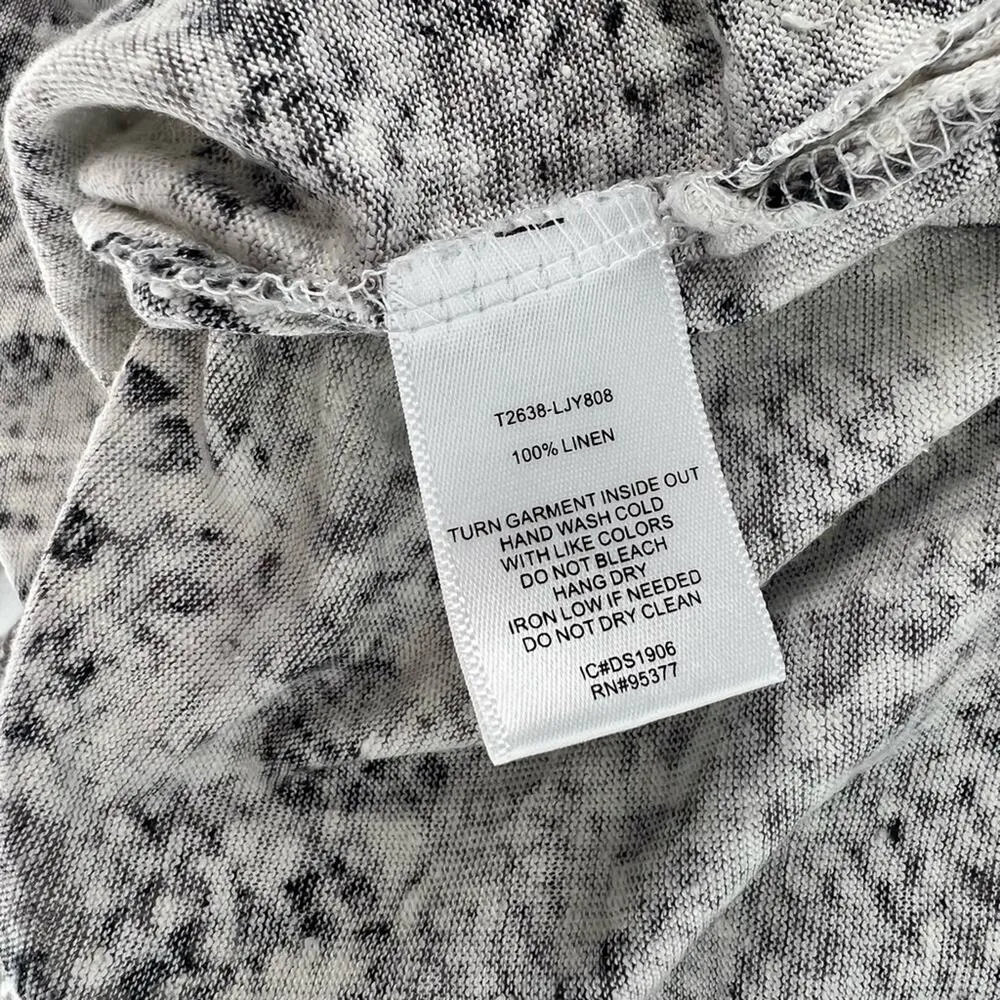 T2638-LJY808
100% LINEN
TURN GARMENT INSIDE OUT
HAND WASH COLD
WITH LIKE COLORS
DO NOT BLEACH
HANG DRY
IRON LOW IF NEEDED
DO NOT DRY CLEAN
IC#DS1906
RN#95377